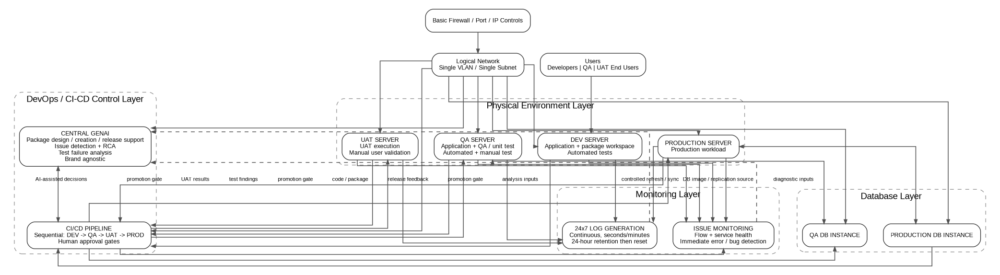 Basic Firewall / Port / IP Controls
Logical Network
Single VLAN / Single Subnet
Users
Developers | QA | UAT End Users
DevOps / CI-CD Control Layer
Physical Environment Layer
CENTRAL GENAI
Package design / creation / release support
Issue detection + RCA
Test failure analysis
Brand agnostic
UAT SERVER
UAT execution
Manual user validation
QA SERVER
Application + QA / unit test
Automated + manual test
DEV SERVER
Application + package workspace
Automated tests
PRODUCTION SERVER
Production workload
AI-assisted decisions
promotion gate
UAT results
test findings
promotion gate
code / package
release feedback
promotion gate
analysis inputs
controlled refresh / sync
DB image / replication source
diagnostic inputs
Monitoring Layer
Database Layer
CI/CD PIPELINE
Sequential: DEV -> QA -> UAT -> PROD
Human approval gates
24x7 LOG GENERATION
Continuous, seconds/minutes
24-hour retention then reset
ISSUE MONITORING
Flow + service health
Immediate error / bug detection
QA DB INSTANCE
PRODUCTION DB INSTANCE